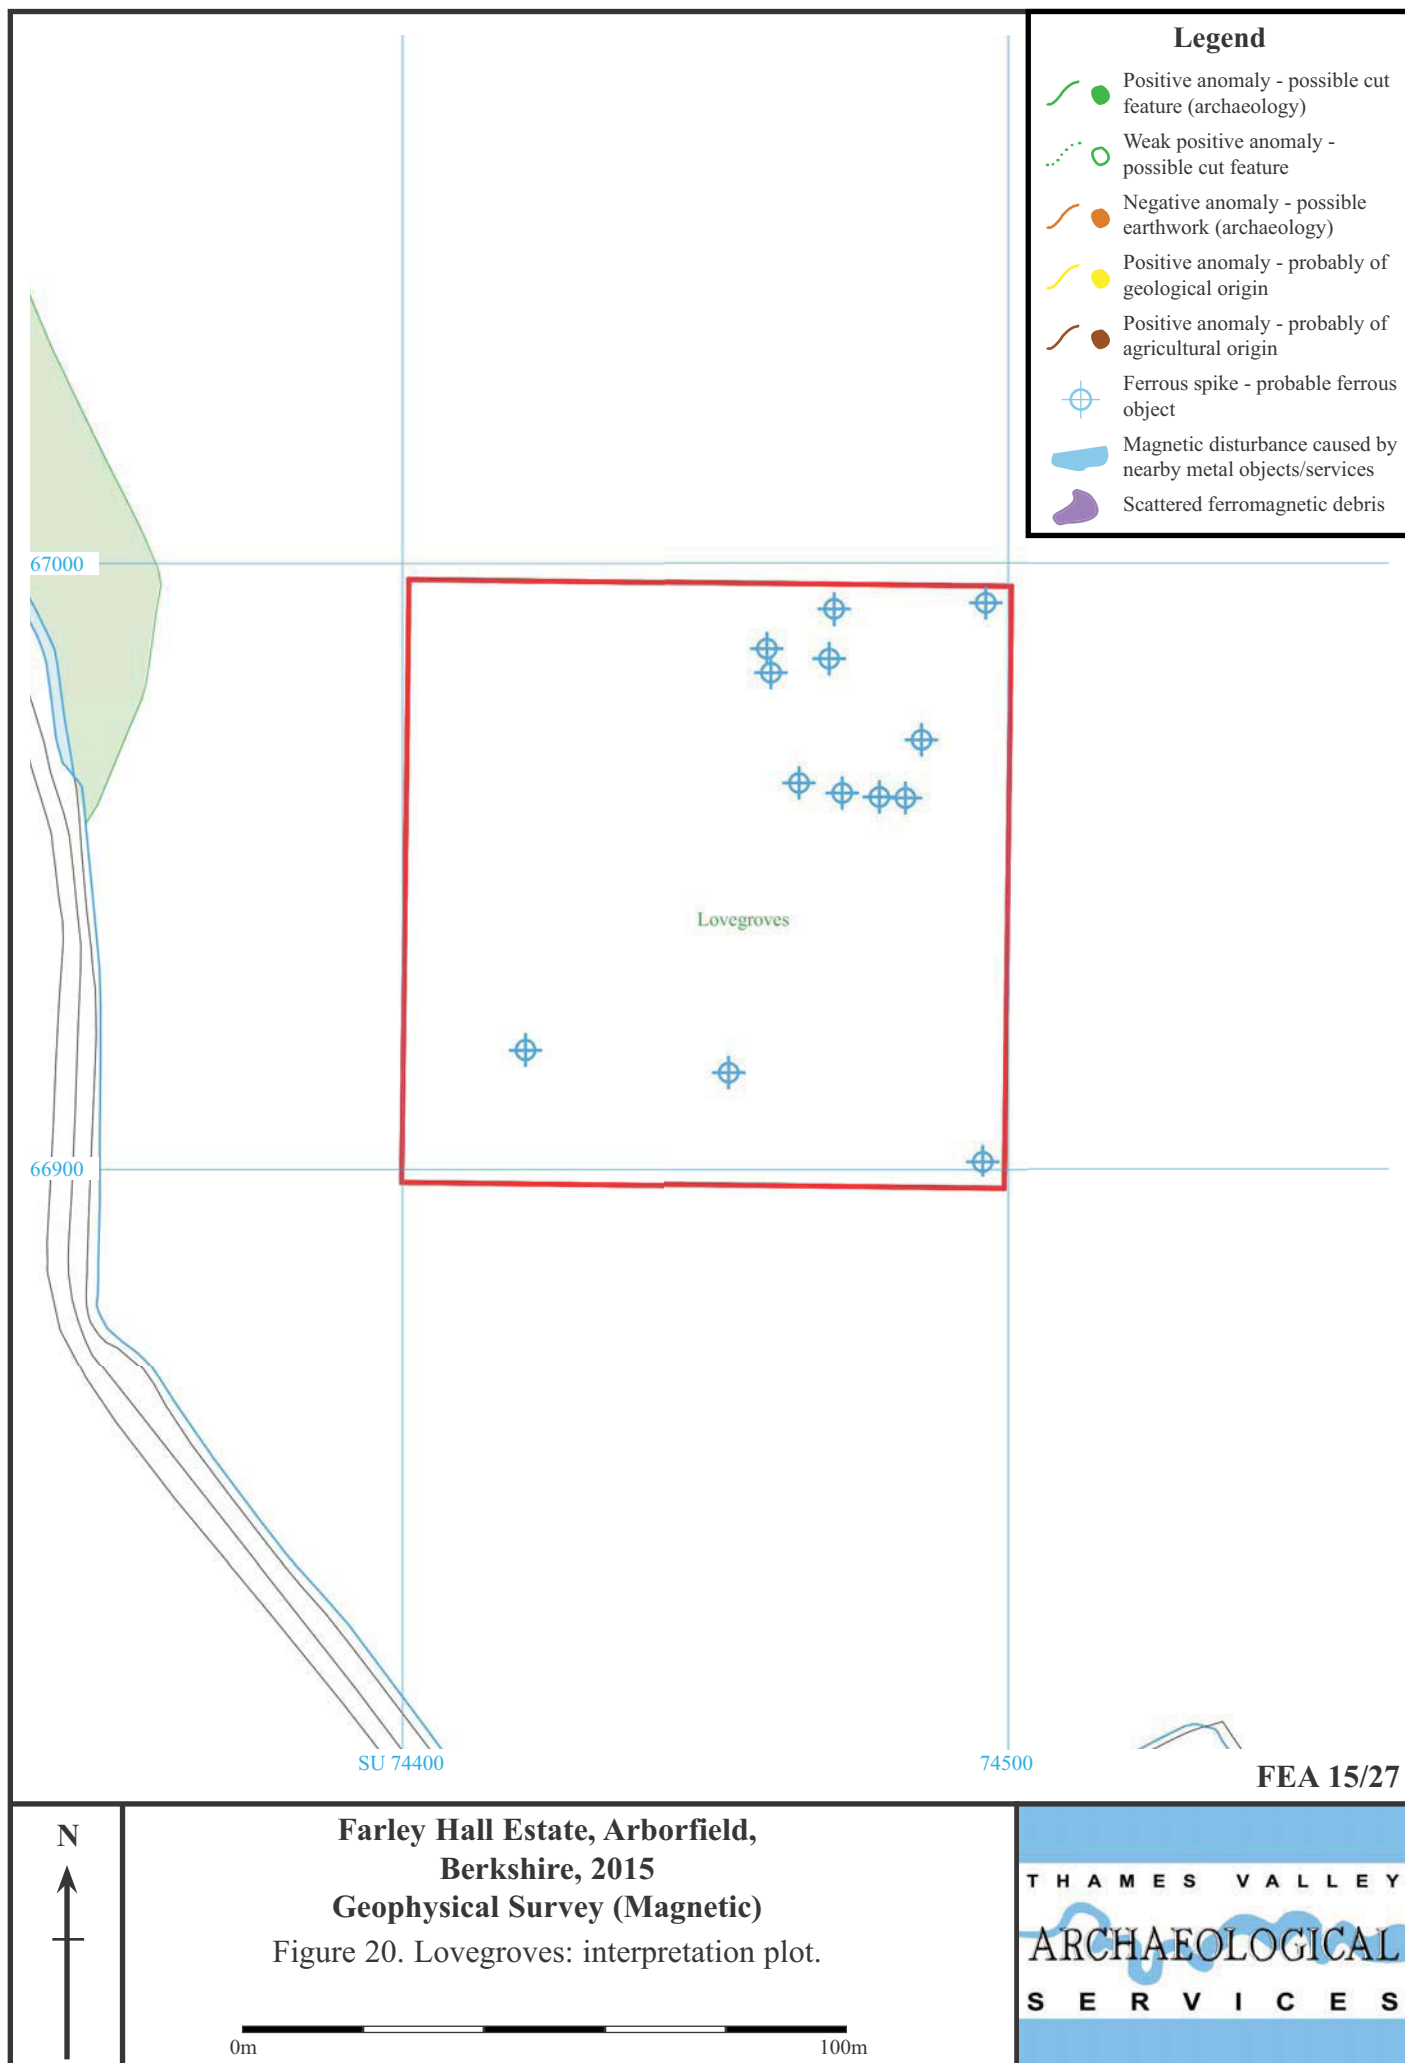 Legend
Positive anomaly - possible cut
feature (archaeology)
Weak positive anomaly -
possible cut feature
Negative anomaly - possible
earthwork (archaeology)
Positive anomaly - probably of
geological origin
Positive anomaly - probably of
agricultural origin
Ferrous spike - probable ferrous
object
Magnetic disturbance caused by
nearby metal objects/services
Scattered ferromagnetic debris
67000
Lovegroves
66900
SU 74400
74500
FEA 15/27
N
Farley Hall Estate, Arborfield,
Berkshire, 2015
Geophysical Survey (Magnetic)
Figure 20. Lovegroves: interpretation plot.
0m
100m
THAMES VALLEY
ARCHAEOLOGICAL
SERVICES